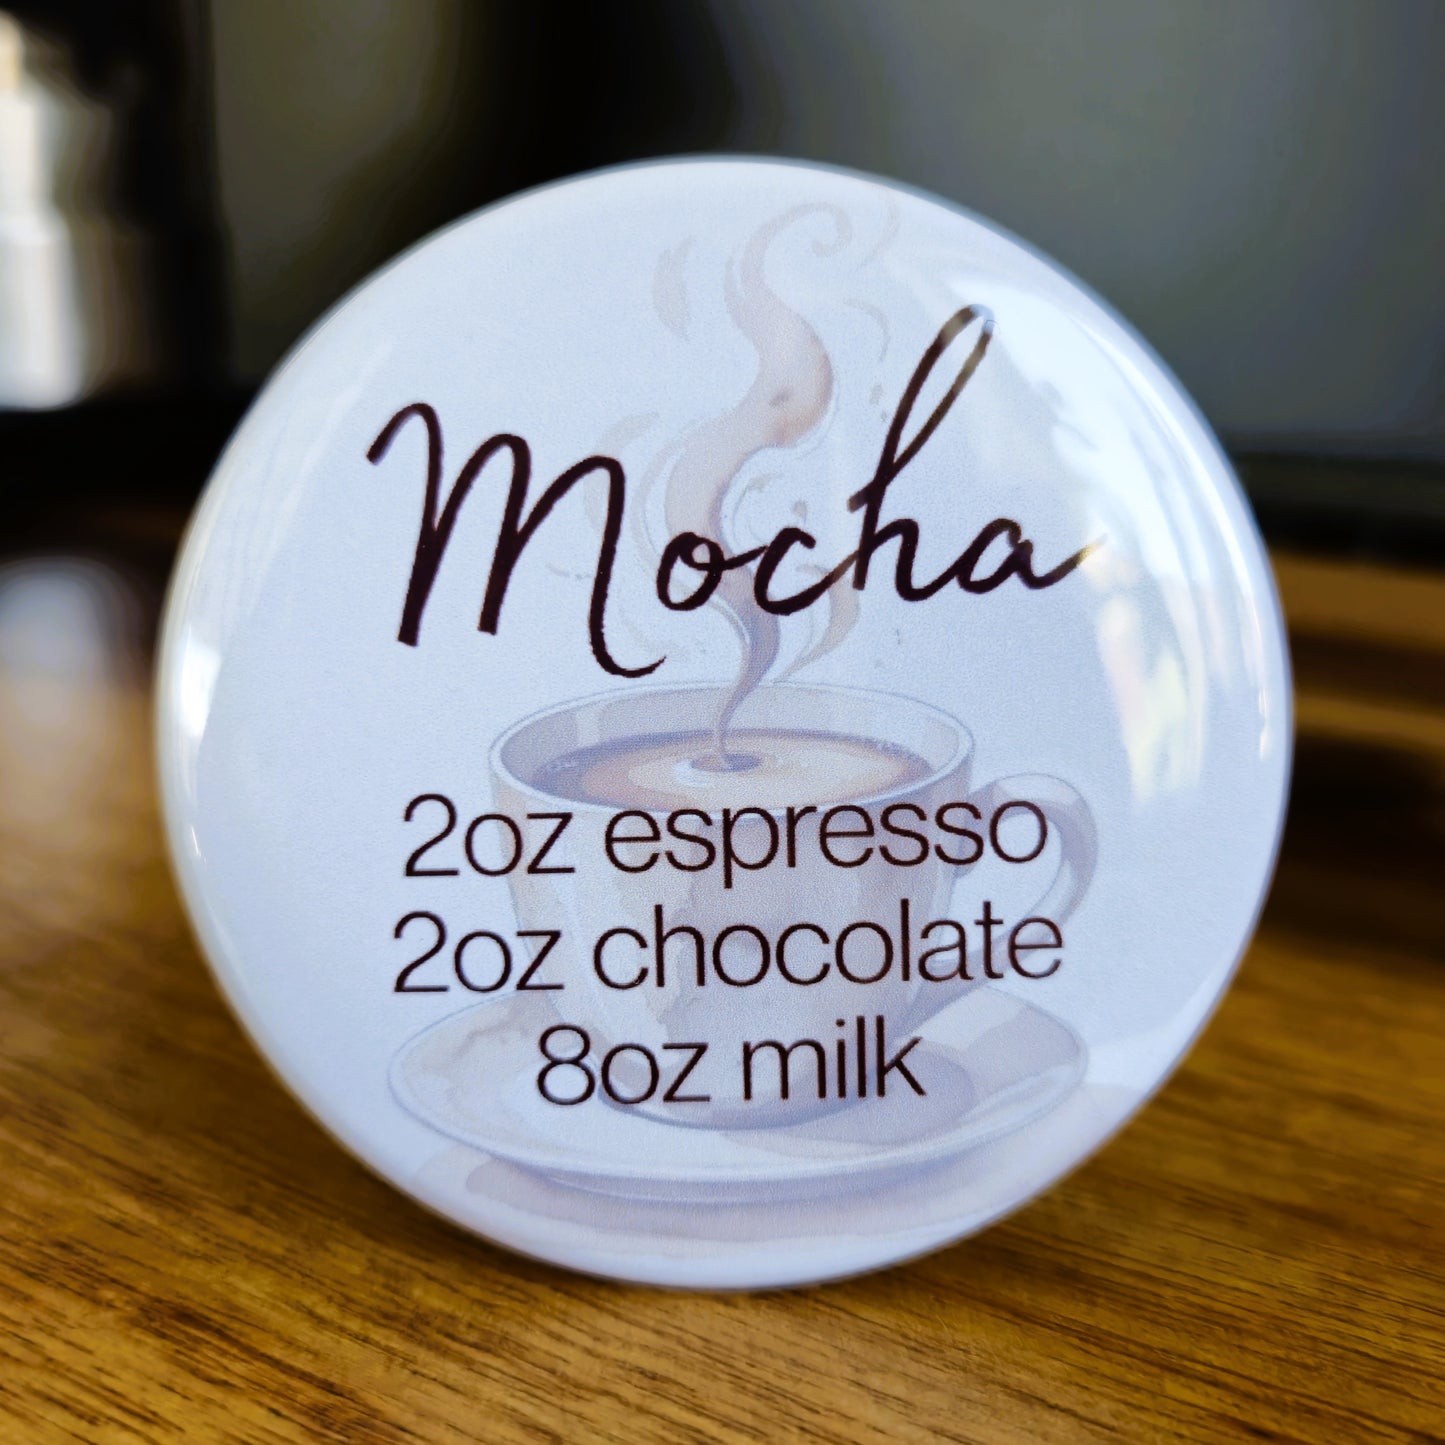 Mocha
2oz espresso
2oz chocolate
8oz milk